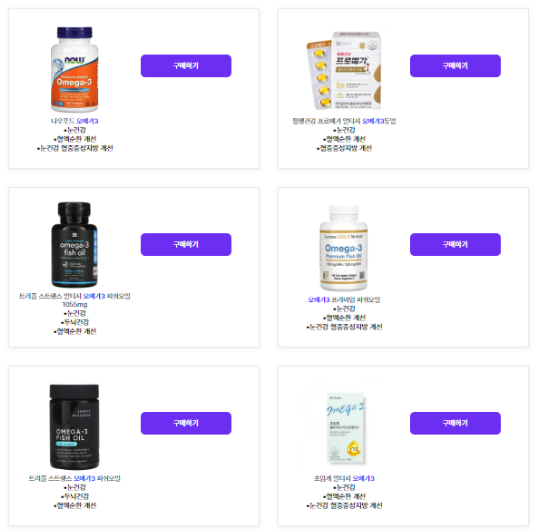 now
Omega-3
구매하기
나우푸드 오메가3
•눈건강
•혈액순환 개선
•눈건강 혈중중성지방 개선
프로메가
구매하기
혈행건강 프로메가 알티지 오메가3듀얼
•눈건강
•혈액순환 개선
•눈건강 혈중중성지방 개선
SR
omega-3
fish oil
구매하기
트리플 스트렝스 알티지 오메가3 피쉬오일
1055mg
•눈건강
•두뇌건강
•혈액순환 개선
Omega-3
Premium Fish Oil
구매하기
오메가3 프리미엄 피쉬오일
•눈건강
•혈액순환 개선
•눈건강 혈중중성지방 개선
SPORTS
RESEARCH
OMEGA-3
FISH OIL
구매하기
트리플 스트렝스 오메가3 피쉬오일
•눈건강
•두뇌건강
•혈액순환 개선
OmEGA-3
구매하기
초임계 알티지 오메가3
•눈건강
•혈액순환 개선
•눈건강 혈중중성지방 개선